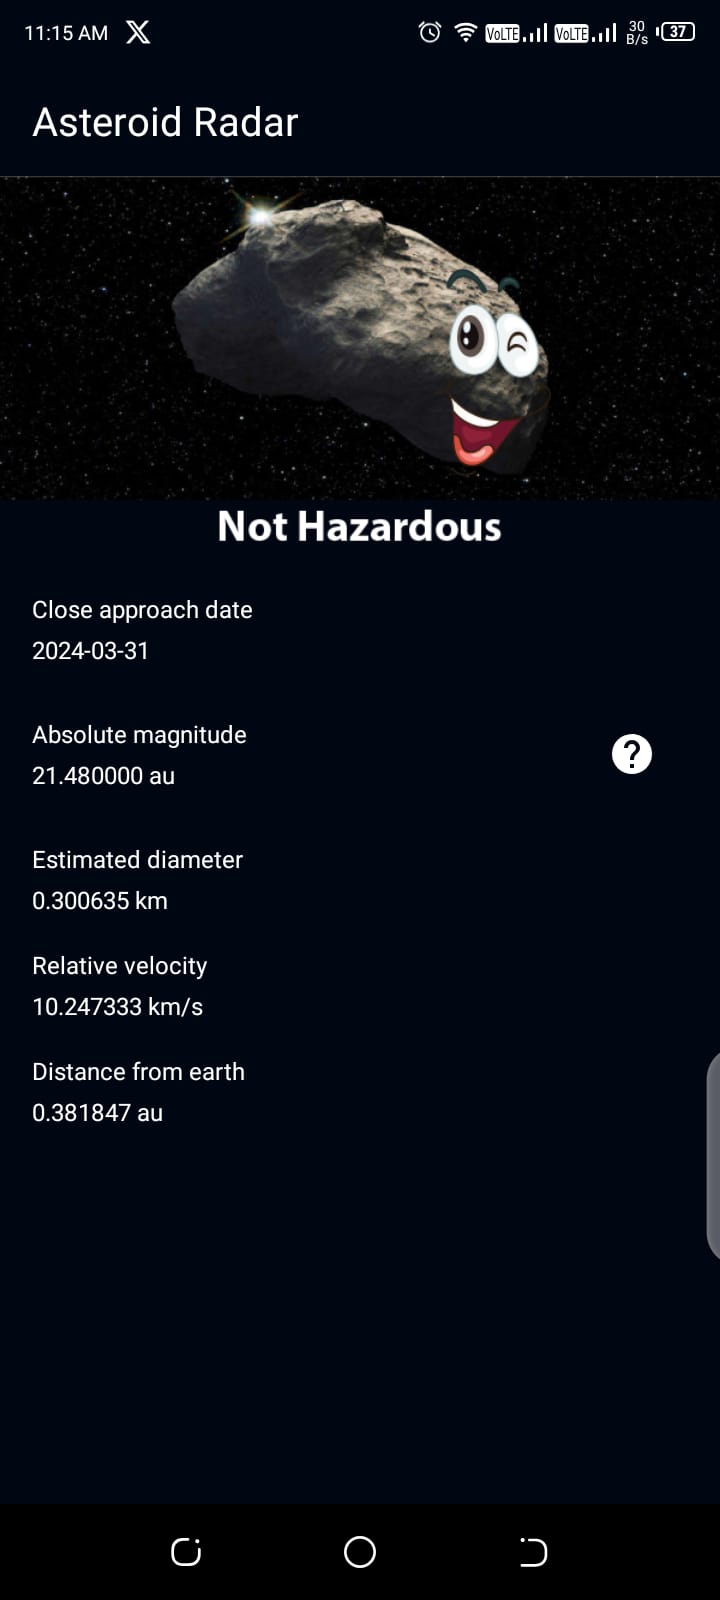 11:15 AM X VoLTE VoLTE 30 B/s 37
Asteroid Radar
Not Hazardous
Close approach date
2024-03-31
Absolute magnitude
21.480000 au
?
Estimated diameter
0.300635 km
Relative velocity
10.247333 km/s
Distance from earth
0.381847 au